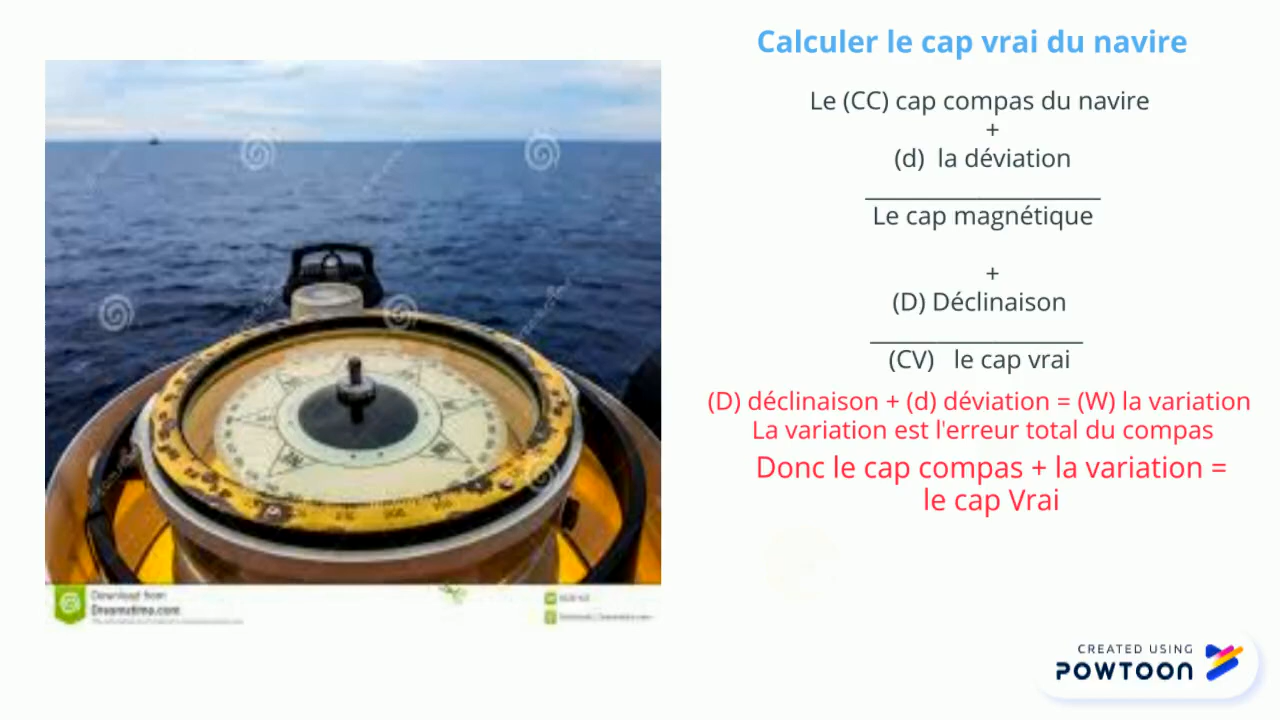 Calculer le cap vrai du navire
Le (CC) cap compas du navire
+
(d) la déviation
Le cap magnétique
+
(D) Déclinaison
(CV) le cap vrai
(D) déclinaison + (d) déviation = (W) la variation
La variation est l'erreur total du compas
Donc le cap compas + la variation =
le cap Vrai
Download from
Dreamstime.com
CREATED USING
POWTOON